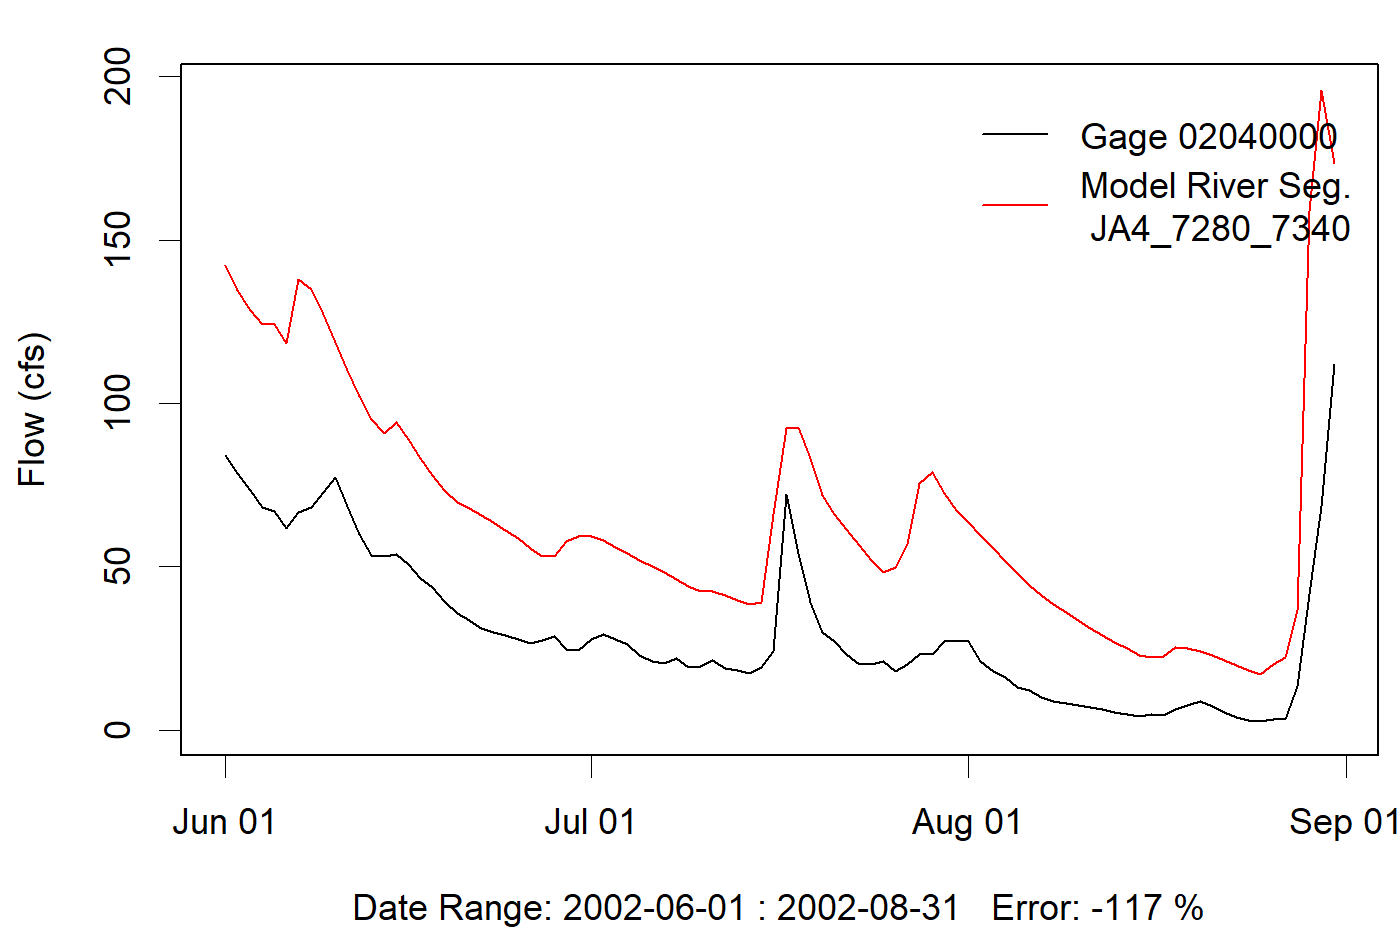 Flow (cfs)
200
150
100
50
0
Gage 02040000
Model River Seg.
JA4_7280_7340
Jun 01 Jul 01 Aug 01 Sep 01
Date Range: 2002-06-01 : 2002-08-31 Error: -117 %